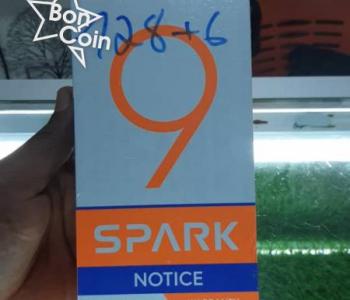 Bon
Coin
128+6
9
SPARK
NOTICE